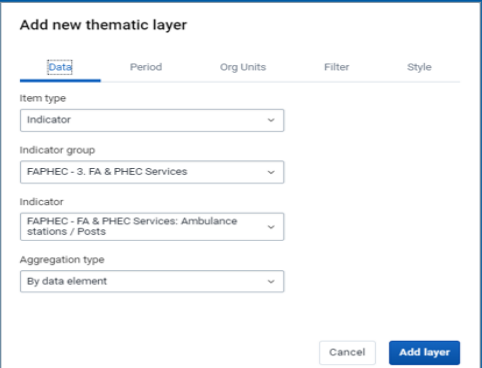 Add new thematic layer
Data Period Org Units Filter Style
Item type
Indicator
Indicator group
FAPHEC - 3. FA & PHEC Services
Indicator
FAPHEC - FA & PHEC Services: Ambulance
stations / Posts
Aggregation type
By data element
Cancel Add layer